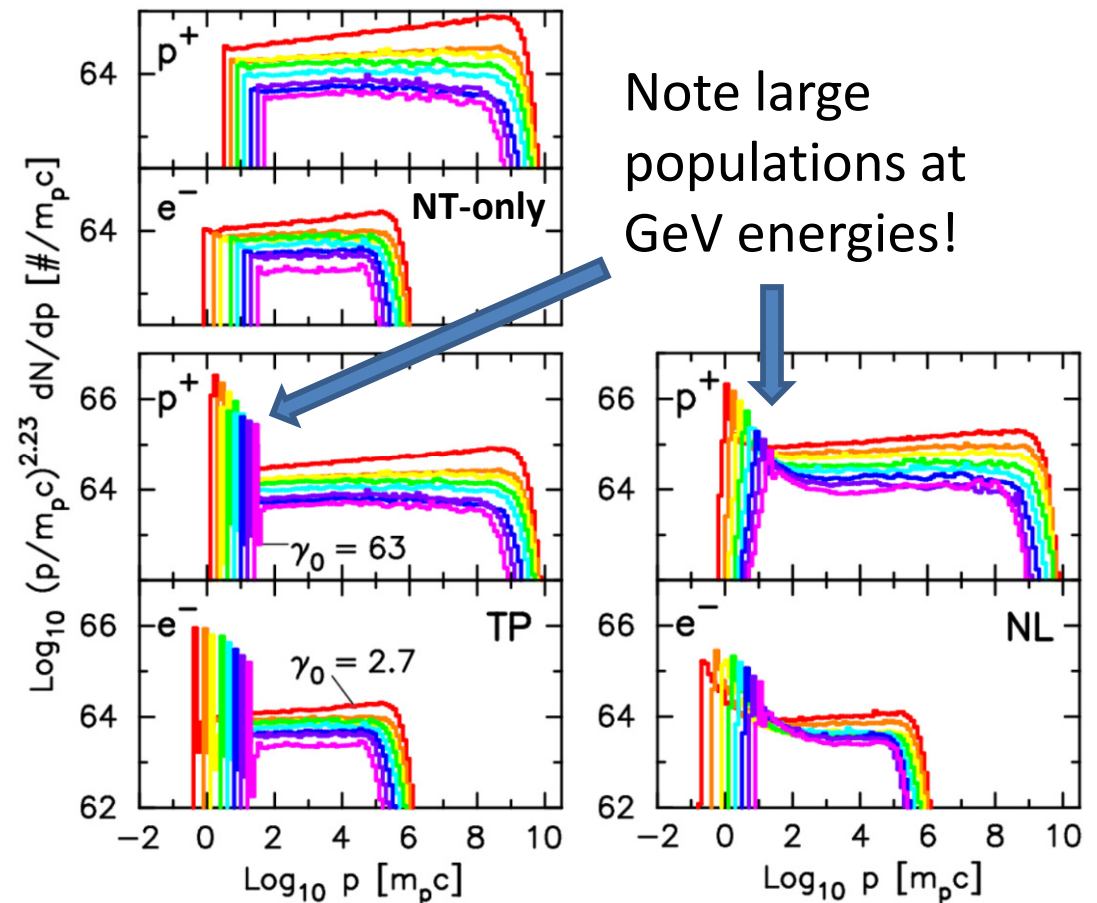 p⁺
64
e⁻ NT-only
64
Note large
populations at
GeV energies!
Log₁₀ (p/mₚc)²·²³ dN/dp [#/mₚc]
p⁺
66
64
γ₀ = 63
e⁻ TP
66
γ₀ = 2.7
64
62
−2 0 2 4 6 8 10
Log₁₀ p [mₚc]
p⁺
66
64
e⁻ NL
66
64
62
−2 0 2 4 6 8 10
Log₁₀ p [mₚc]